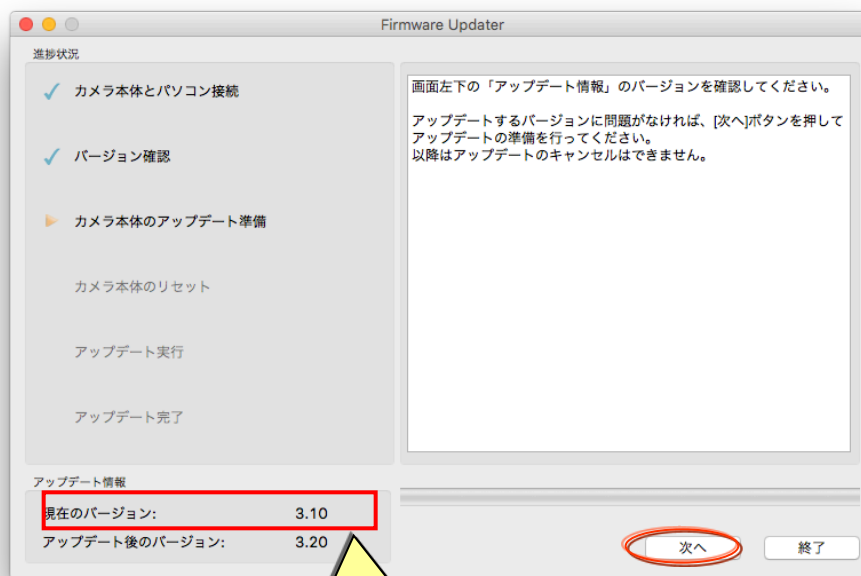 Firmware Updater
進捗状況
カメラ本体とパソコン接続
バージョン確認
カメラ本体のアップデート準備
カメラ本体のリセット
アップデート実行
アップデート完了
画面左下の「アップデート情報」のバージョンを確認してください。
アップデートするバージョンに問題がなければ、[次へ]ボタンを押して
アップデートの準備を行ってください。
以降はアップデートのキャンセルはできません。
アップデート情報
現在のバージョン: 3.10
アップデート後のバージョン: 3.20
次へ
終了